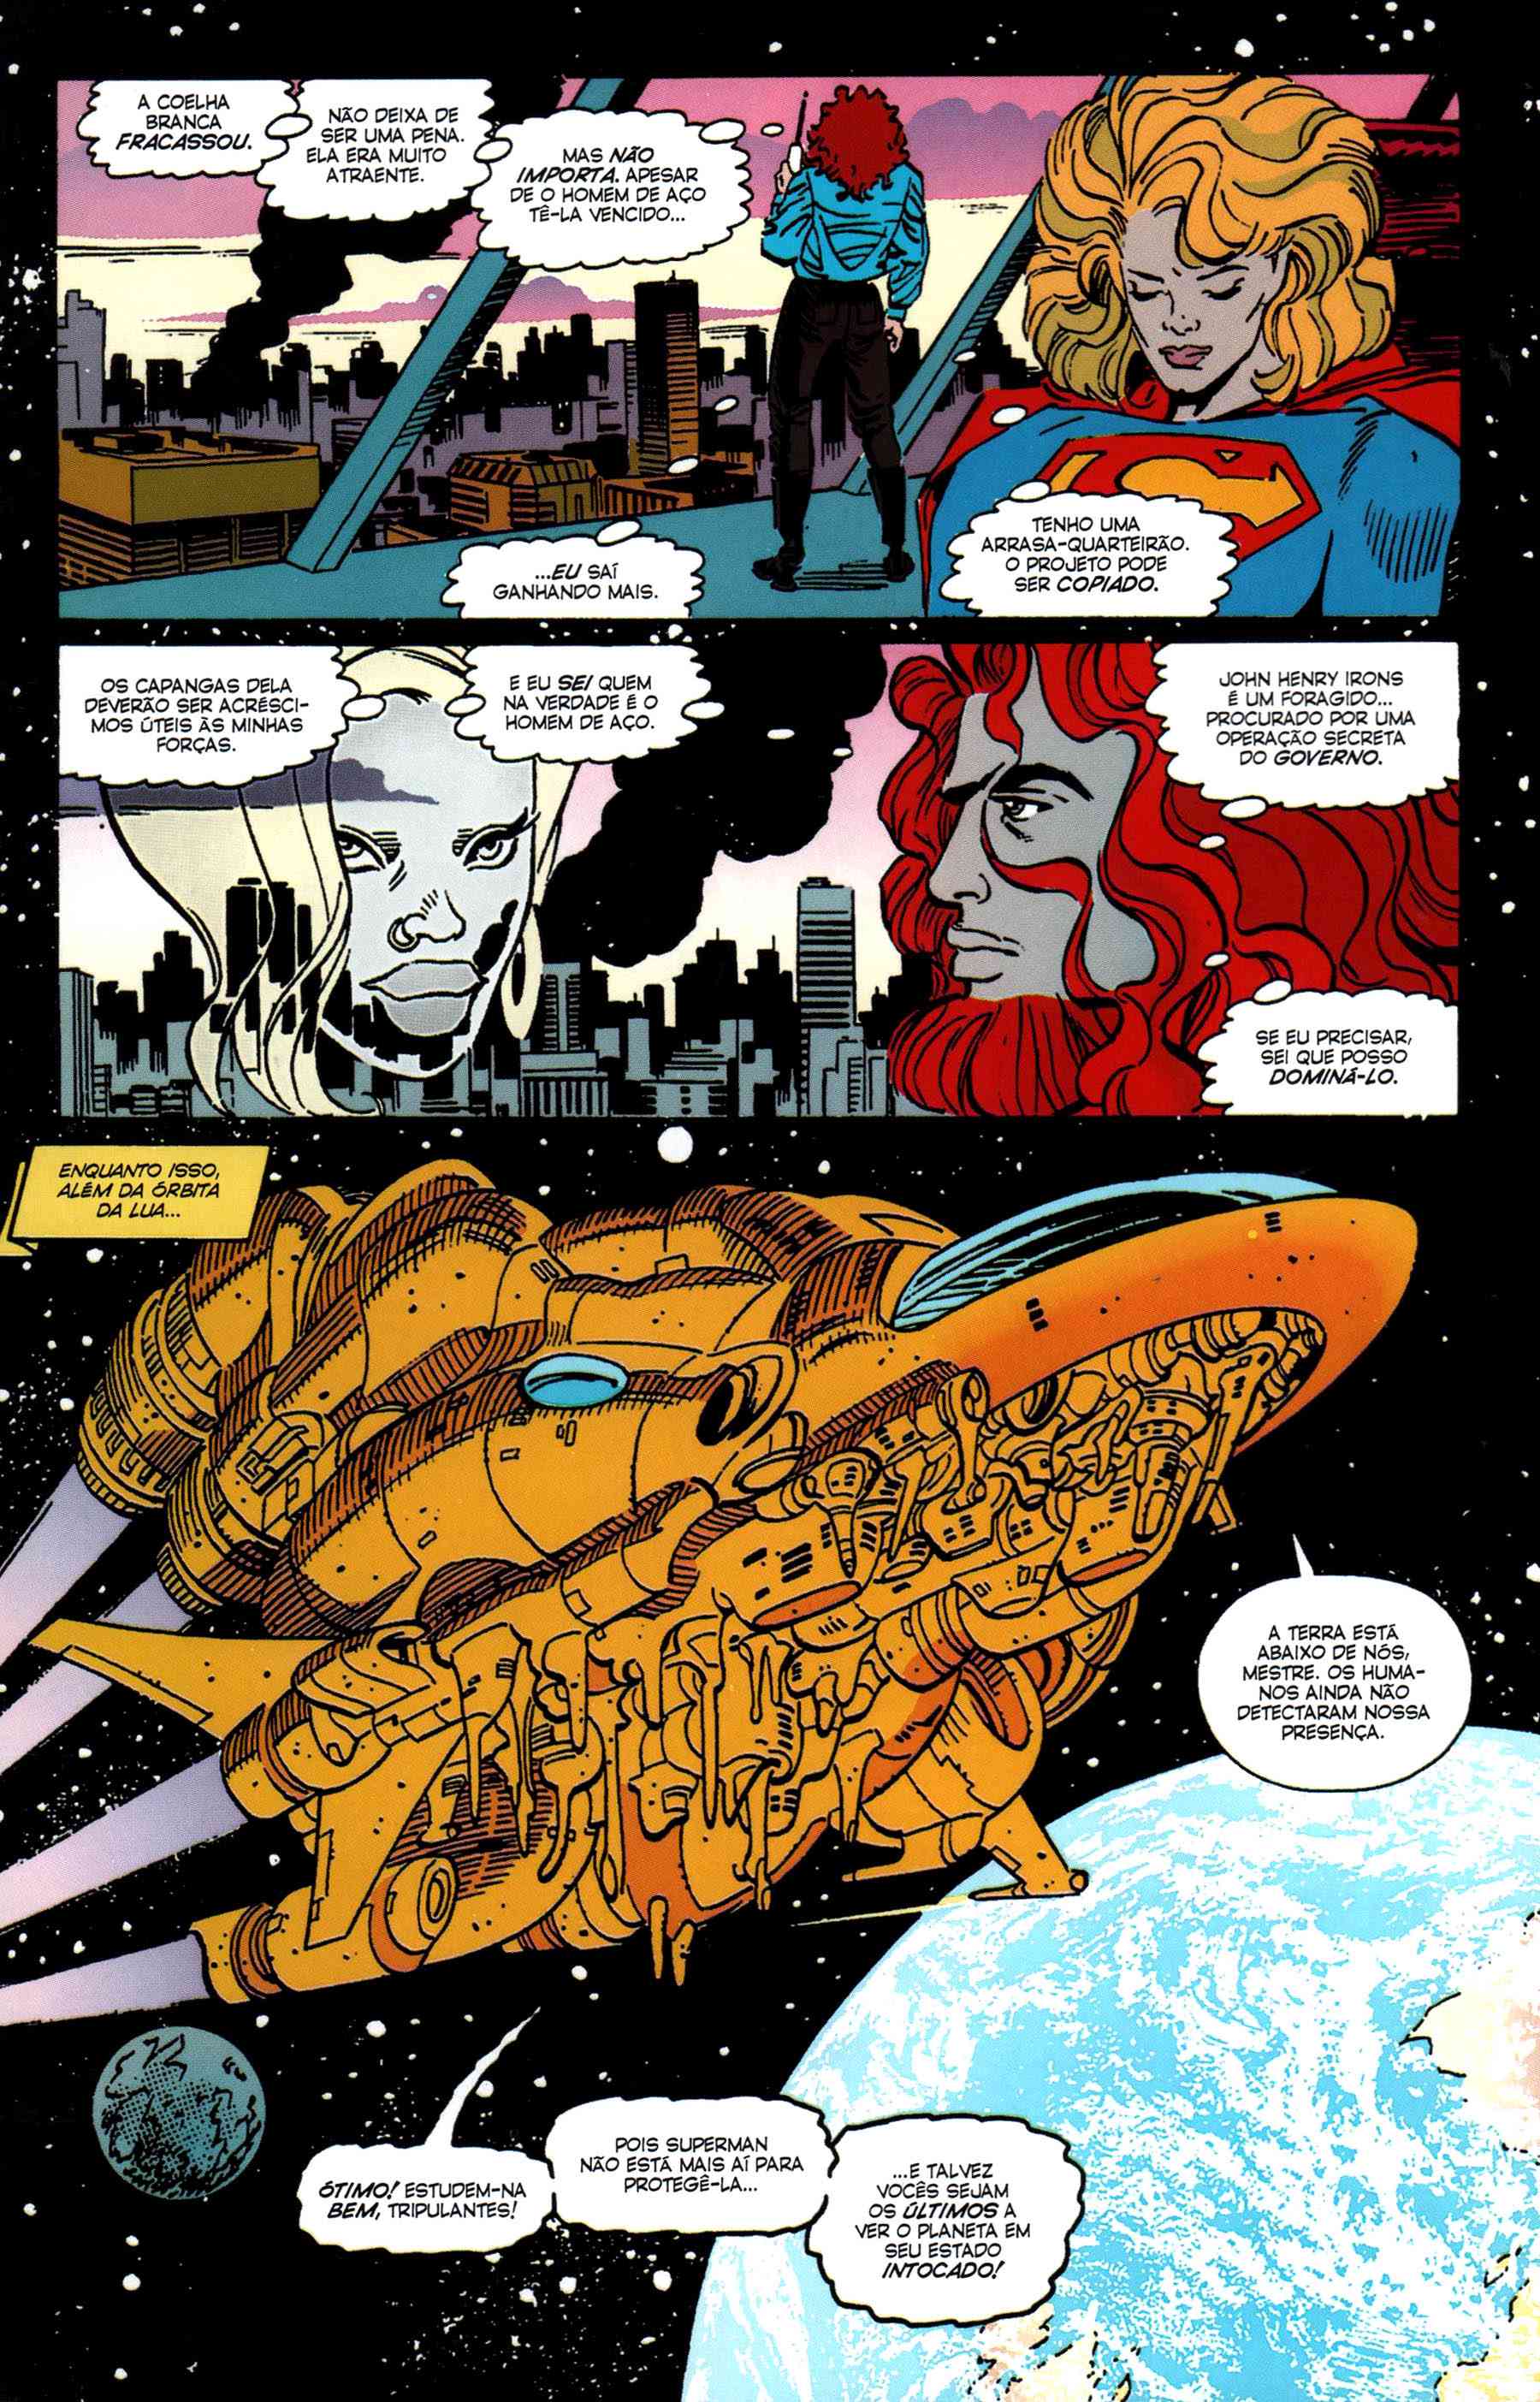 A COELHA
BRANCA
FRACASSOU.
NÃO DEIXA DE
SER UMA PENA.
ELA ERA MUITO
ATRAENTE.
MAS NÃO
IMPORTA. APESAR
DE O HOMEM DE AÇO
TÊ-LA VENCIDO...
...EU SAÍ
GANHANDO MAIS.
TENHO UMA
ARRASA-QUARTEIRÃO.
O PROJETO PODE
SER COPIADO.
OS CAPANGAS DELA
DEVERÃO SER ACRÉSCI-
MOS ÚTEIS ÀS MINHAS
FORÇAS.
E EU SEI QUEM
NA VERDADE É O
HOMEM DE AÇO.
JOHN HENRY IRONS
É UM FORAGIDO...
PROCURADO POR UMA
OPERAÇÃO SECRETA
DO GOVERNO.
SE EU PRECISAR,
SEI QUE POSSO
DOMINÁ-LO.
ENQUANTO ISSO,
ALÉM DA ÓRBITA
DA LUA...
A TERRA ESTÁ
ABAIXO DE NÓS,
MESTRE. OS HUMA-
NOS AINDA NÃO
DETECTARAM NOSSA
PRESENÇA.
ÓTIMO! ESTUDEM-NA
BEM, TRIPULANTES!
POIS SUPERMAN
NÃO ESTÁ MAIS AÍ PARA
PROTEGÊ-LA...
...E TALVEZ
VOCÊS SEJAM
OS ÚLTIMOS A
VER O PLANETA EM
SEU ESTADO
INTOCADO!